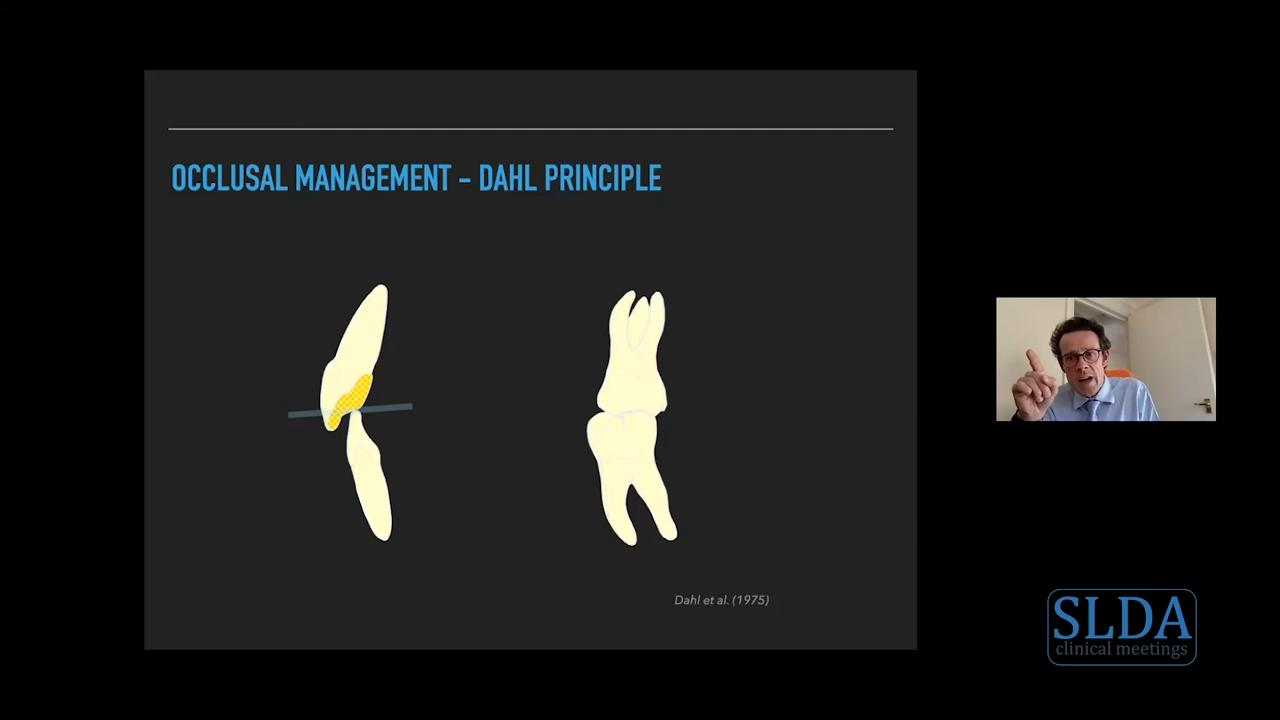 OCCLUSAL MANAGEMENT - DAHL PRINCIPLE
Dahl et al. (1975)
SLDA
clinical meetings